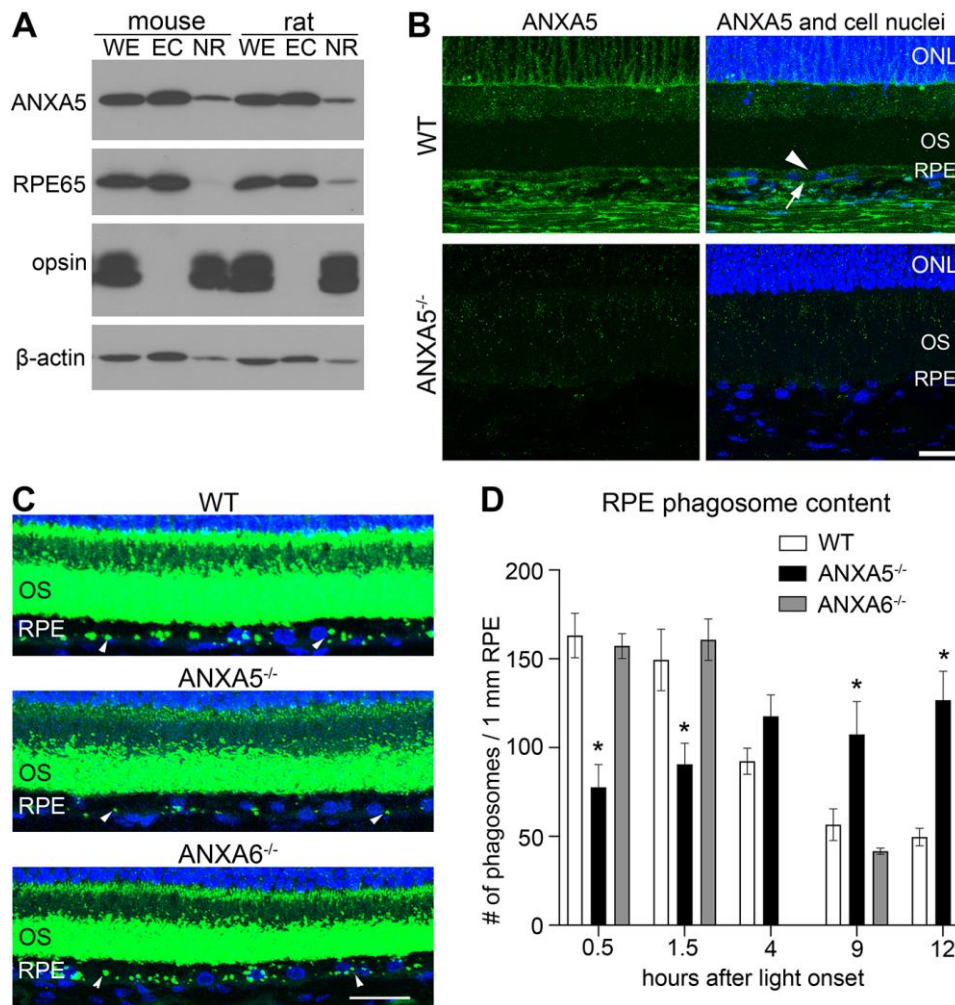 A
mouse rat
WE EC NR WE EC NR
ANXA5
RPE65
opsin
β-actin
B
ANXA5
ANXA5 and cell nuclei
WT
ONL
OS
RPE
ANXA5-/-
ONL
OS
RPE
C
WT
OS
RPE
ANXA5-/-
OS
RPE
ANXA6-/-
OS
RPE
D
RPE phagosome content
WT
ANXA5-/-
ANXA6-/-
# of phagosomes / 1 mm RPE
200
150
100
50
0
* * * *
0.5 1.5 4 9 12
hours after light onset